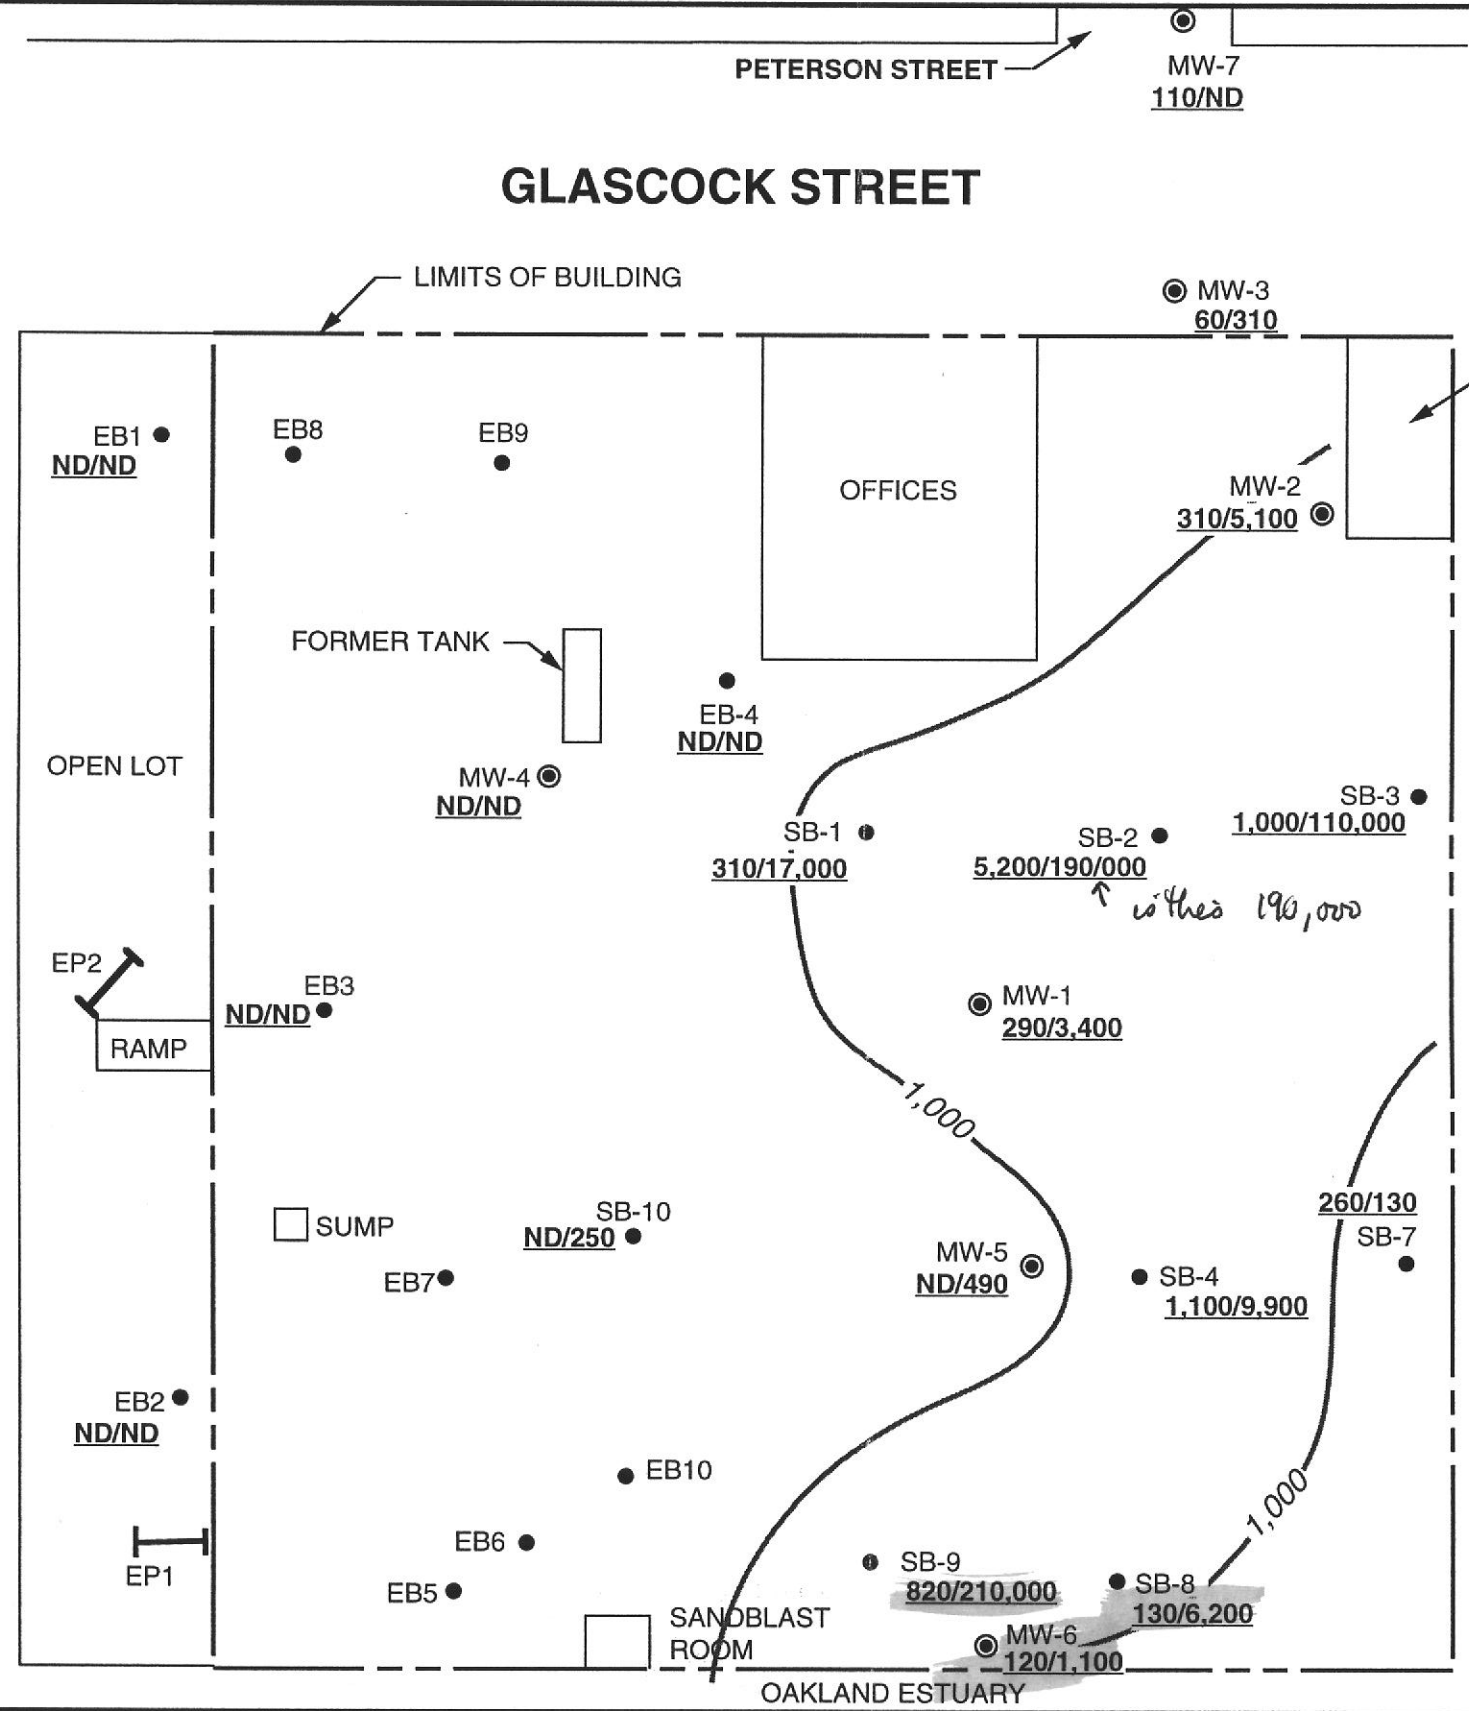 PETERSON STREET
MW-7
110/ND
GLASCOCK STREET
LIMITS OF BUILDING
MW-3
60/310
EB1
ND/ND
EB8
EB9
OFFICES
MW-2
310/5,100
FORMER TANK
EB-4
ND/ND
OPEN LOT
MW-4
ND/ND
SB-1
310/17,000
SB-2
5,200/190/000
SB-3
1,000/110,000
is this 190,000
EP2
RAMP
EB3
ND/ND
MW-1
290/3,400
1,000
SUMP
SB-10
ND/250
EB7
MW-5
ND/490
SB-4
1,100/9,900
260/130
SB-7
EB2
ND/ND
EB10
1,000
EP1
EB6
EB5
SANDBLAST
ROOM
SB-9
820/210,000
SB-8
130/6,200
MW-6
120/1,100
OAKLAND ESTUARY